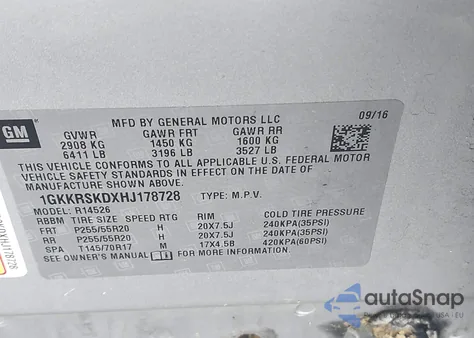 GM
MFD BY GENERAL MOTORS LLC 09/16
GVWR GAWR FRT GAWR RR
2908 KG 1450 KG 1600 KG
6411 LB 3196 LB 3527 LB
THIS VEHICLE CONFORMS TO ALL APPLICABLE U.S. FEDERAL MOTOR
VEHICLE SAFETY AND THEFT PREVENTION STANDARDS IN EFFECT ON
THE DATE OF MANUFACTURE SHOWN ABOVE.
1GKKRSKDXHJ178728 TYPE: M.P.V.
MODEL: R14526
RBBM TIRE SIZE SPEED RTG RIM COLD TIRE PRESSURE
FRT P255/55R20 H 20X7.5J 240KPA(35PSI)
RR P255/55R20 H 20X7.5J 240KPA(35PSI)
SPA T145/70R17 M 17X4.5B 420KPA(60PSI)
SEE OWNER'S MANUAL FOR MORE INFORMATION.
DXHJ178728
autoSnap